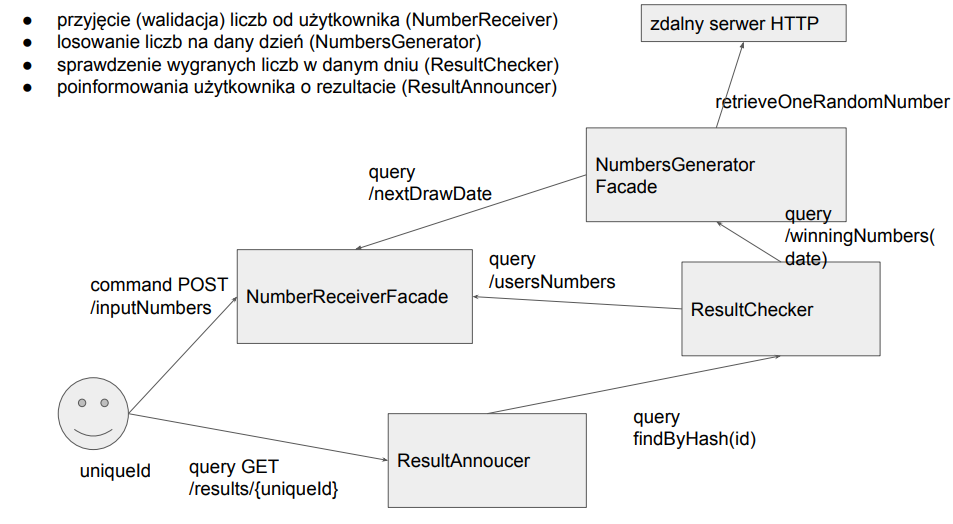 ● przyjęcie (walidacja) liczb od użytkownika (NumberReceiver)
● losowanie liczb na dany dzień (NumbersGenerator)
● sprawdzenie wygranych liczb w danym dniu (ResultChecker)
● poinformowania użytkownika o rezultacie (ResultAnnouncer)
zdalny serwer HTTP
retrieveOneRandomNumber
NumbersGenerator
Facade
query
/nextDrawDate
query
/winningNumbers(
date)
query
/usersNumbers
command POST
/inputNumbers
NumberReceiverFacade
ResultChecker
query
findByHash(id)
ResultAnnoucer
uniqueId
query GET
/results/{uniqueId}